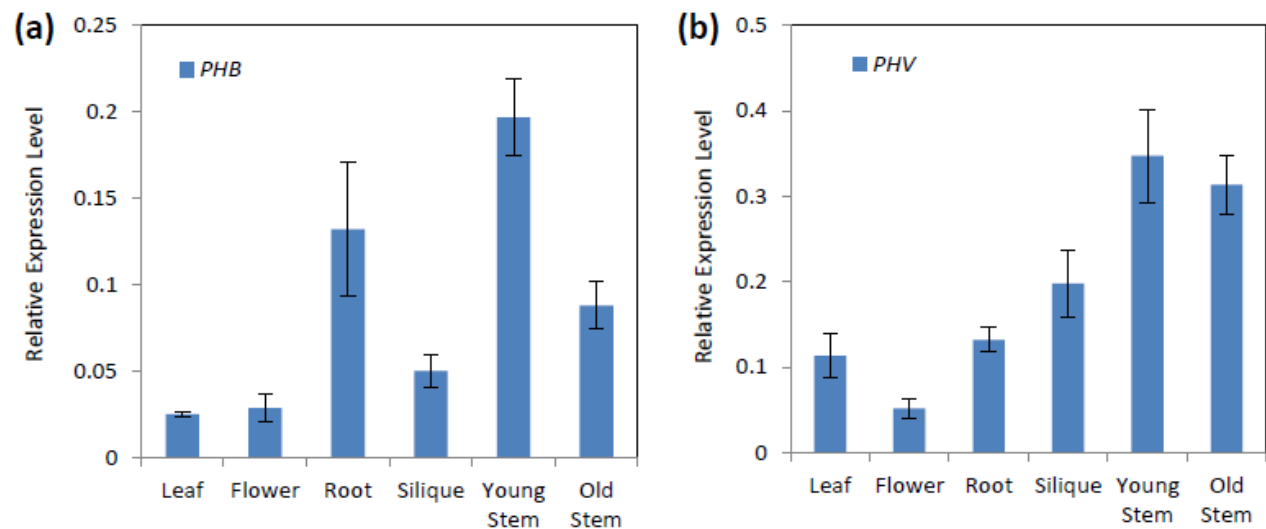 (a)
PHB
Relative Expression Level
0.25
0.2
0.15
0.1
0.05
0
Leaf Flower Root Silique Young Stem Old Stem
(b)
PHV
Relative Expression Level
0.5
0.4
0.3
0.2
0.1
0
Leaf Flower Root Silique Young Stem Old Stem